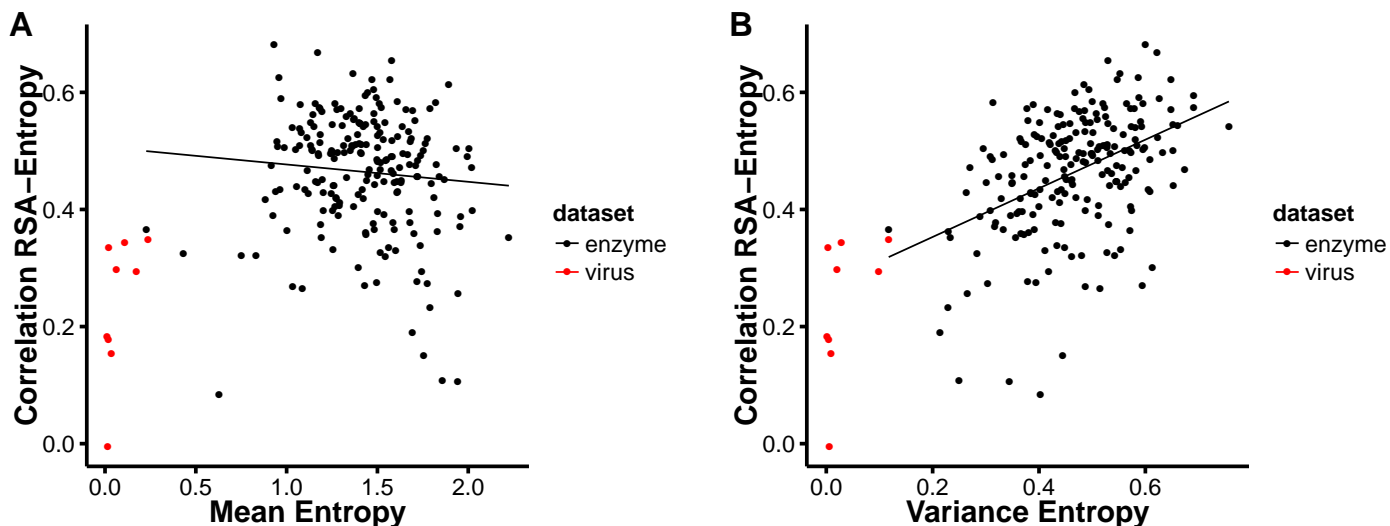 A
Correlation RSA−Entropy
0.6
0.4
0.2
0.0
0.0 0.5 1.0 1.5 2.0
Mean Entropy
dataset
enzyme
virus
B
Correlation RSA−Entropy
0.6
0.4
0.2
0.0
0.0 0.2 0.4 0.6
Variance Entropy
dataset
enzyme
virus